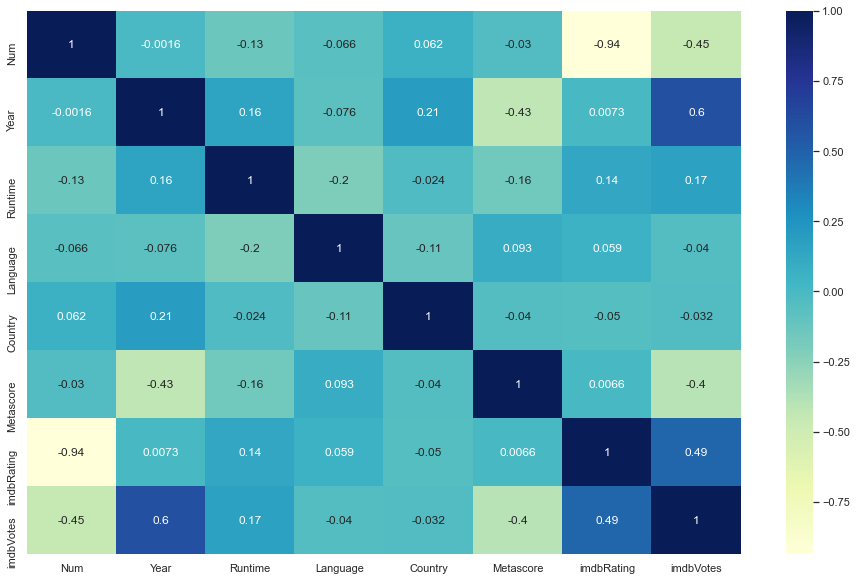 Num 1 -0.0016 -0.13 -0.066 0.062 -0.03 -0.94 -0.45
Year -0.0016 1 0.16 -0.076 0.21 -0.43 0.0073 0.6
Runtime -0.13 0.16 1 -0.2 -0.024 -0.16 0.14 0.17
Language -0.066 -0.076 -0.2 1 -0.11 0.093 0.059 -0.04
Country 0.062 0.21 -0.024 -0.11 1 -0.04 -0.05 -0.032
Metascore -0.03 -0.43 -0.16 0.093 -0.04 1 0.0066 -0.4
imdbRating -0.94 0.0073 0.14 0.059 -0.05 0.0066 1 0.49
imdbVotes -0.45 0.6 0.17 -0.04 -0.032 -0.4 0.49 1
Num Year Runtime Language Country Metascore imdbRating imdbVotes
1.00
0.75
0.50
0.25
0.00
−0.25
−0.50
−0.75